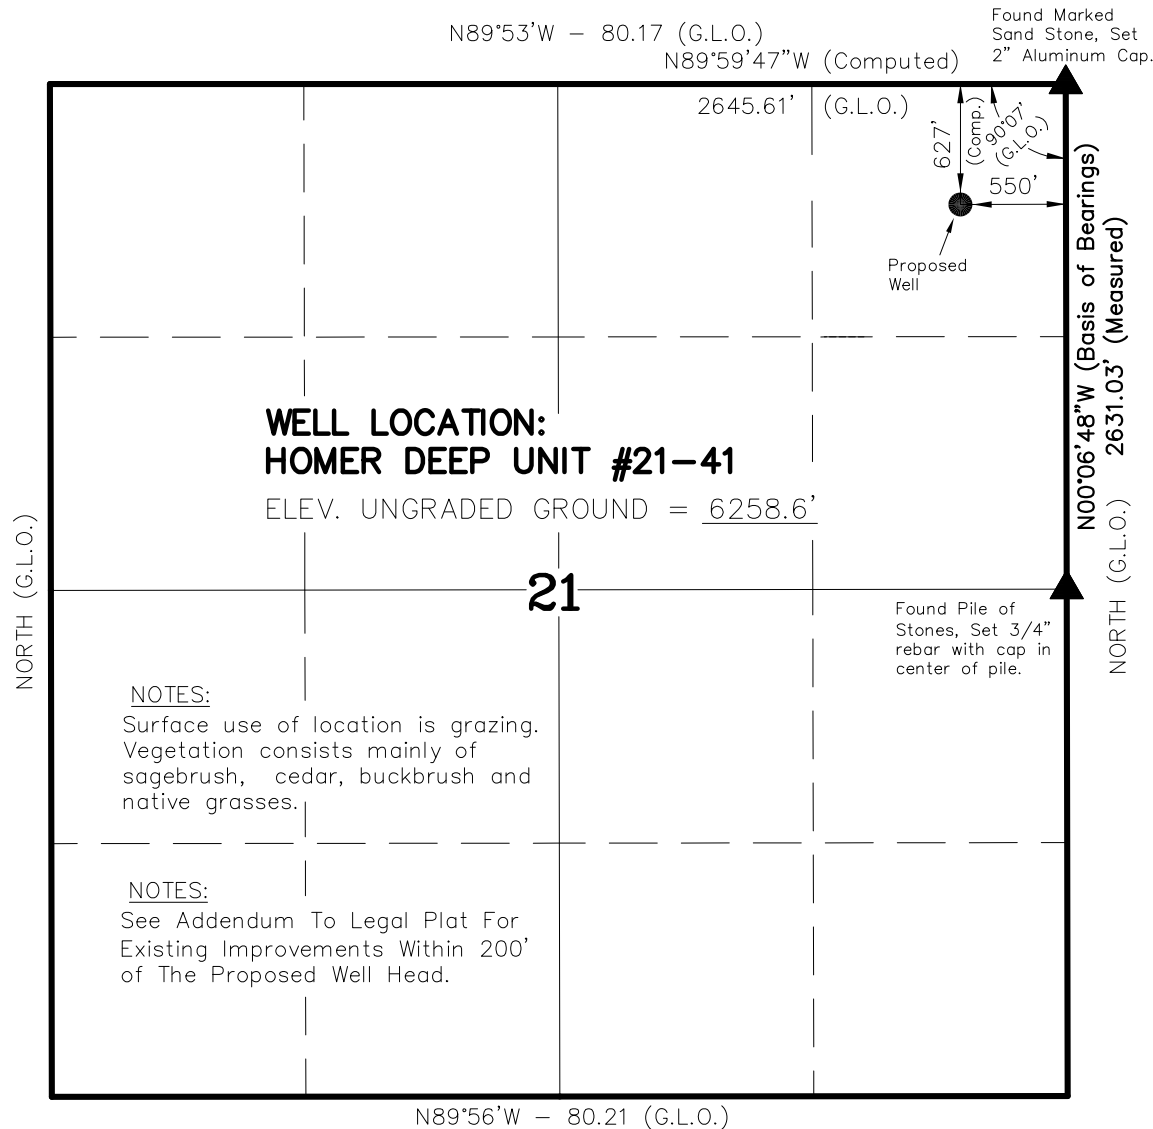 N89°53'W – 80.17 (G.L.O.)
N89°59'47"W (Computed)
Found Marked
Sand Stone, Set
2" Aluminum Cap.
2645.61' (G.L.O.)
627'
(Comp.)
90°07'
(G.L.O.)
550'
Proposed
Well
N00°06'48"W (Basis of Bearings)
2631.03' (Measured)
WELL LOCATION:
HOMER DEEP UNIT #21–41
ELEV. UNGRADED GROUND = 6258.6'
NORTH (G.L.O.)
21
NORTH (G.L.O.)
Found Pile of
Stones, Set 3/4"
rebar with cap in
center of pile.
NOTES:
Surface use of location is grazing.
Vegetation consists mainly of
sagebrush, cedar, buckbrush and
native grasses.
NOTES:
See Addendum To Legal Plat For
Existing Improvements Within 200'
of The Proposed Well Head.
N89°56'W – 80.21 (G.L.O.)